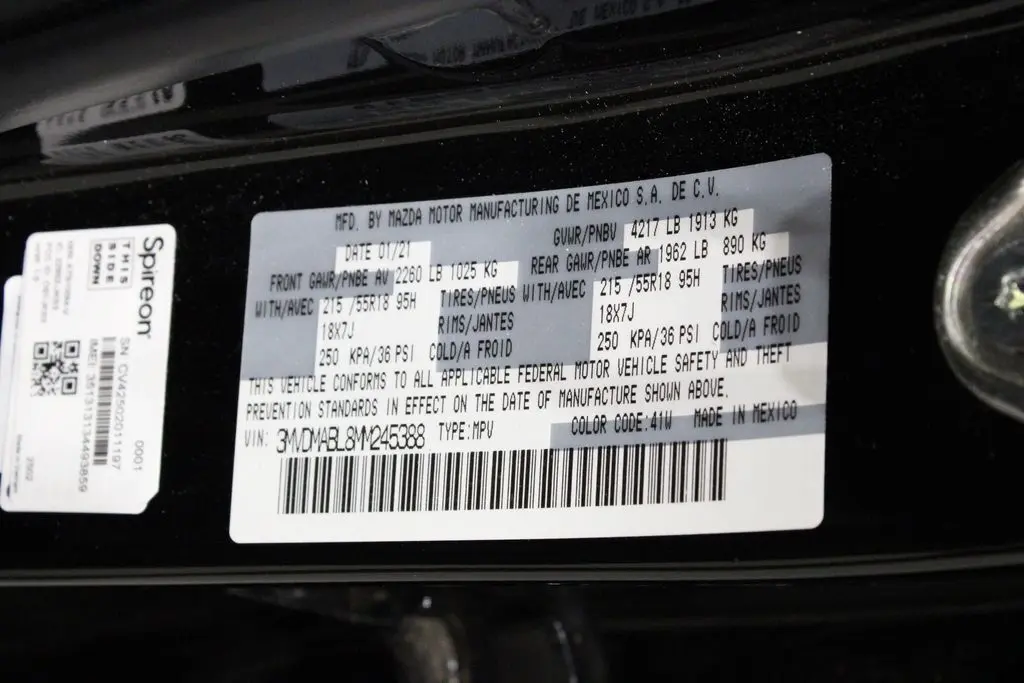 Spireon
THIS
SIDE
DOWN
SN: CV4250202011197
0001
MFD. BY MAZDA MOTOR MANUFACTURING DE MEXICO S.A. DE C.V.
DATE 01/21 GVWR/PNBV 4217 LB 1913 KG
FRONT GAWR/PNBE AV 2260 LB 1025 KG REAR GAWR/PNBE AR 1962 LB 890 KG
WITH/AVEC 215 /55R18 95H TIRES/PNEUS WITH/AVEC 215 /55R18 95H TIRES/PNEUS
18X7J RIMS/JANTES 18X7J RIMS/JANTES
250 KPA/36 PSI COLD/A FROID 250 KPA/36 PSI COLD/A FROID
THIS VEHICLE CONFORMS TO ALL APPLICABLE FEDERAL MOTOR VEHICLE SAFETY AND THEFT
PREVENTION STANDARDS IN EFFECT ON THE DATE OF MANUFACTURE SHOWN ABOVE.
VIN: 3MVDMABL8MM245388 TYPE:MPV COLOR CODE:41W MADE IN MEXICO